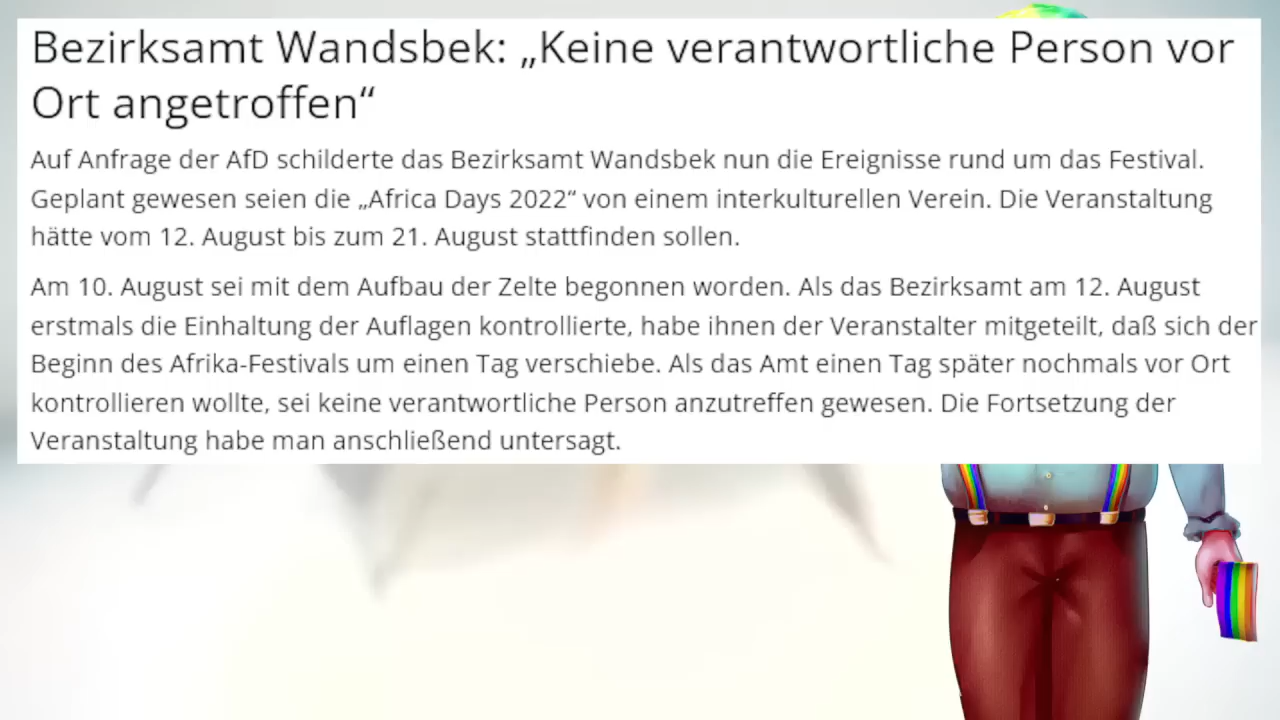 Bezirksamt Wandsbek: „Keine verantwortliche Person vor
Ort angetroffen“
Auf Anfrage der AfD schilderte das Bezirksamt Wandsbek nun die Ereignisse rund um das Festival.
Geplant gewesen seien die „Africa Days 2022“ von einem interkulturellen Verein. Die Veranstaltung
hätte vom 12. August bis zum 21. August stattfinden sollen.
Am 10. August sei mit dem Aufbau der Zelte begonnen worden. Als das Bezirksamt am 12. August
erstmals die Einhaltung der Auflagen kontrollierte, habe ihnen der Veranstalter mitgeteilt, daß sich der
Beginn des Afrika-Festivals um einen Tag verschiebe. Als das Amt einen Tag später nochmals vor Ort
kontrollieren wollte, sei keine verantwortliche Person anzutreffen gewesen. Die Fortsetzung der
Veranstaltung habe man anschließend untersagt.